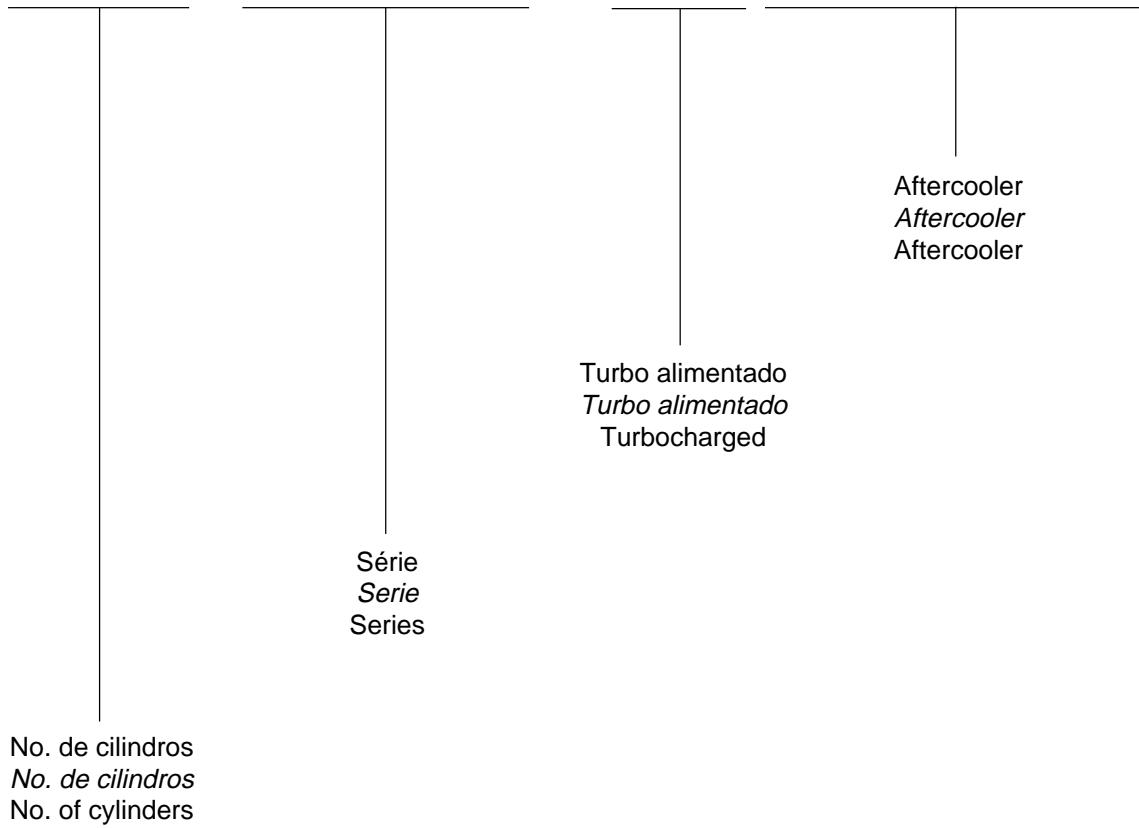 Aftercooler
Aftercooler
Aftercooler
Turbo alimentado
Turbo alimentado
Turbocharged
Série
Serie
Series
No. de cilindros
No. de cilindros
No. of cylinders